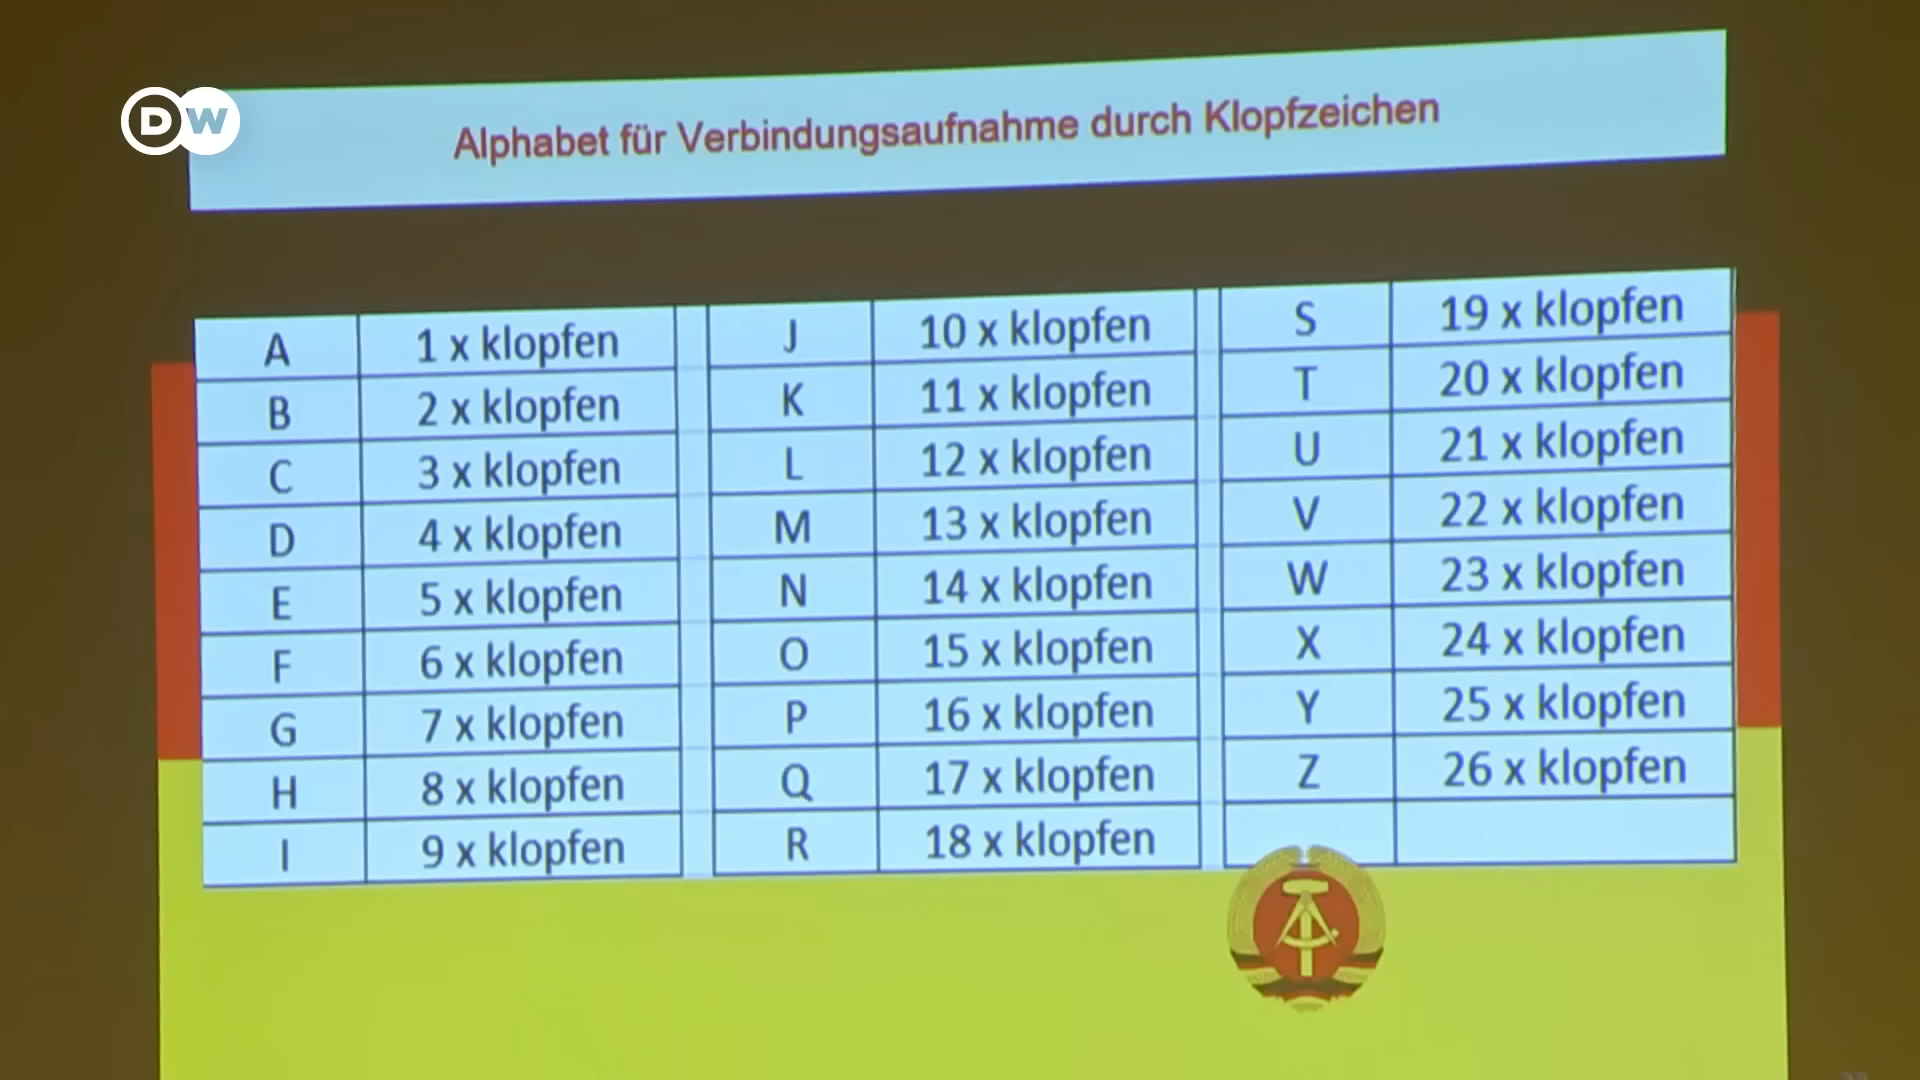 DW
Alphabet für Verbindungsaufnahme durch Klopfzeichen
A 1 x klopfen J 10 x klopfen S 19 x klopfen
B 2 x klopfen K 11 x klopfen T 20 x klopfen
C 3 x klopfen L 12 x klopfen U 21 x klopfen
D 4 x klopfen M 13 x klopfen V 22 x klopfen
E 5 x klopfen N 14 x klopfen W 23 x klopfen
F 6 x klopfen O 15 x klopfen X 24 x klopfen
G 7 x klopfen P 16 x klopfen Y 25 x klopfen
H 8 x klopfen Q 17 x klopfen Z 26 x klopfen
I 9 x klopfen R 18 x klopfen